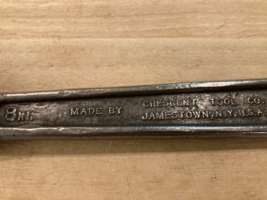 8 IN. MADE BY CRESCENT TOOL CO.
JAMESTOWN, N.Y. U.S.A.